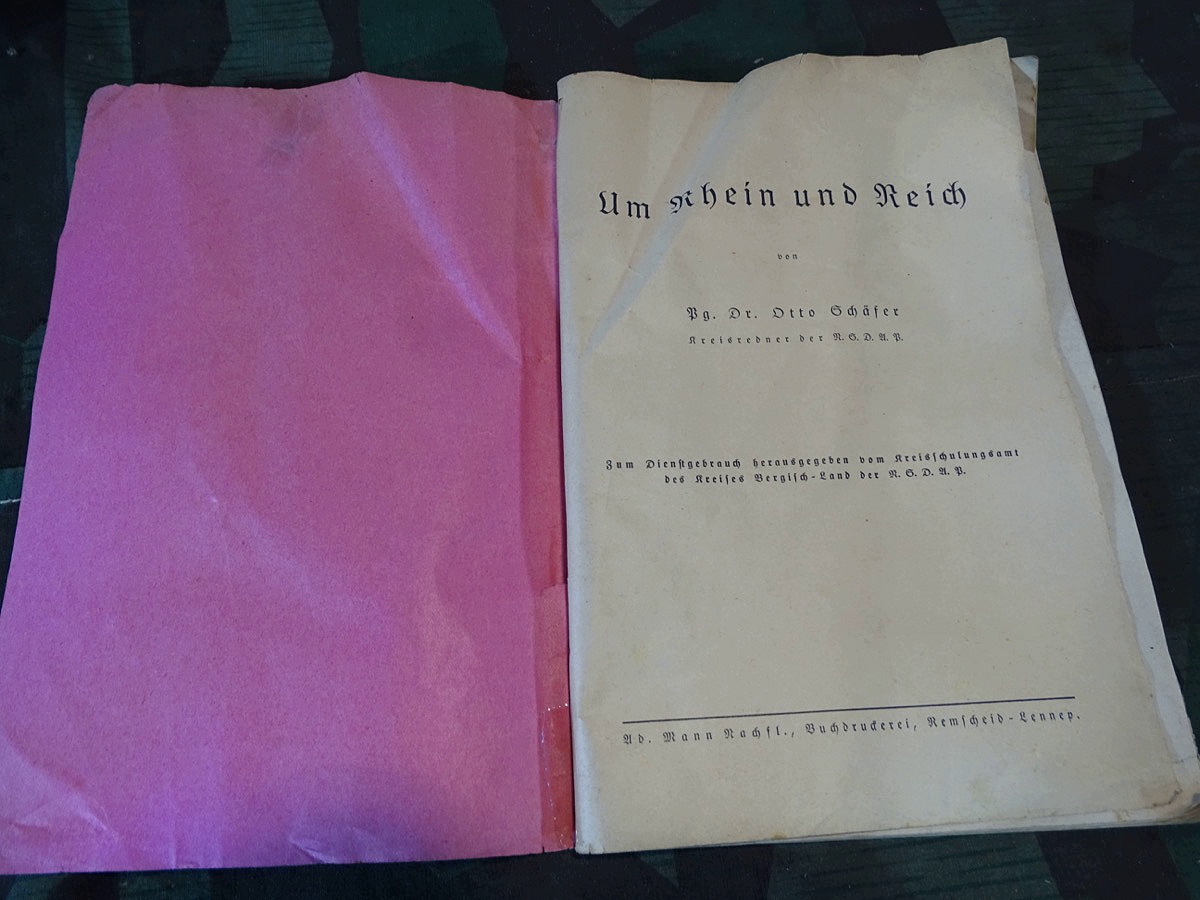 Um Rhein und Reich
von
Pg. Dr. Otto Schäfer
Kreisredner der N. S. D. A. P.
Zum Dienstgebrauch herausgegeben vom Kreisschulungsamt
des Kreises Bergisch-Land der N. S. D. A. P.
Ad. Mann Nachfl., Buchdruckerei, Remscheid-Lennep.